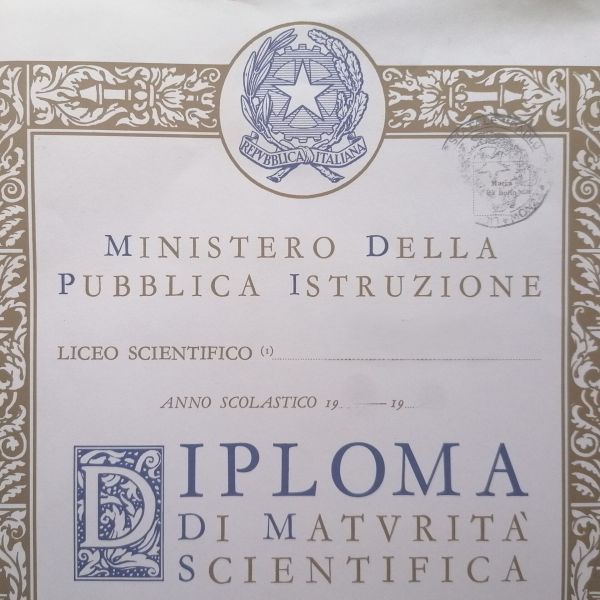 REPVBBLICA ITALIANA
MINISTERO DELLA
PUBBLICA ISTRUZIONE
LICEO SCIENTIFICO (1)
ANNO SCOLASTICO 19 — 19
DIPLOMA
DI MATVRITÀ
SCIENTIFICA